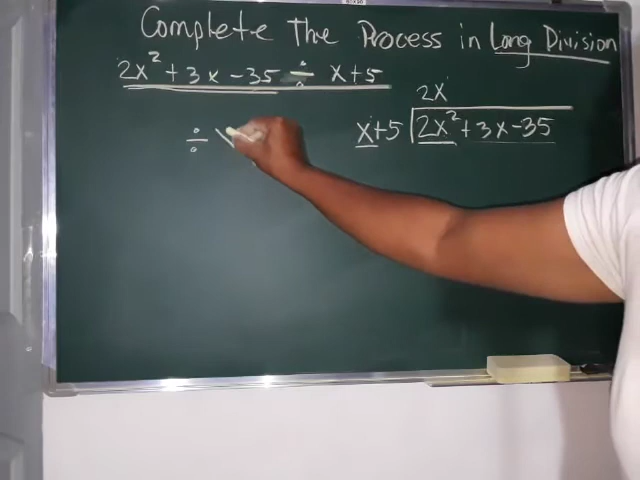 Complete The Process in Long Division
2x² + 3x - 35 ÷ x + 5
2x
x+5 2x² + 3x - 35
÷